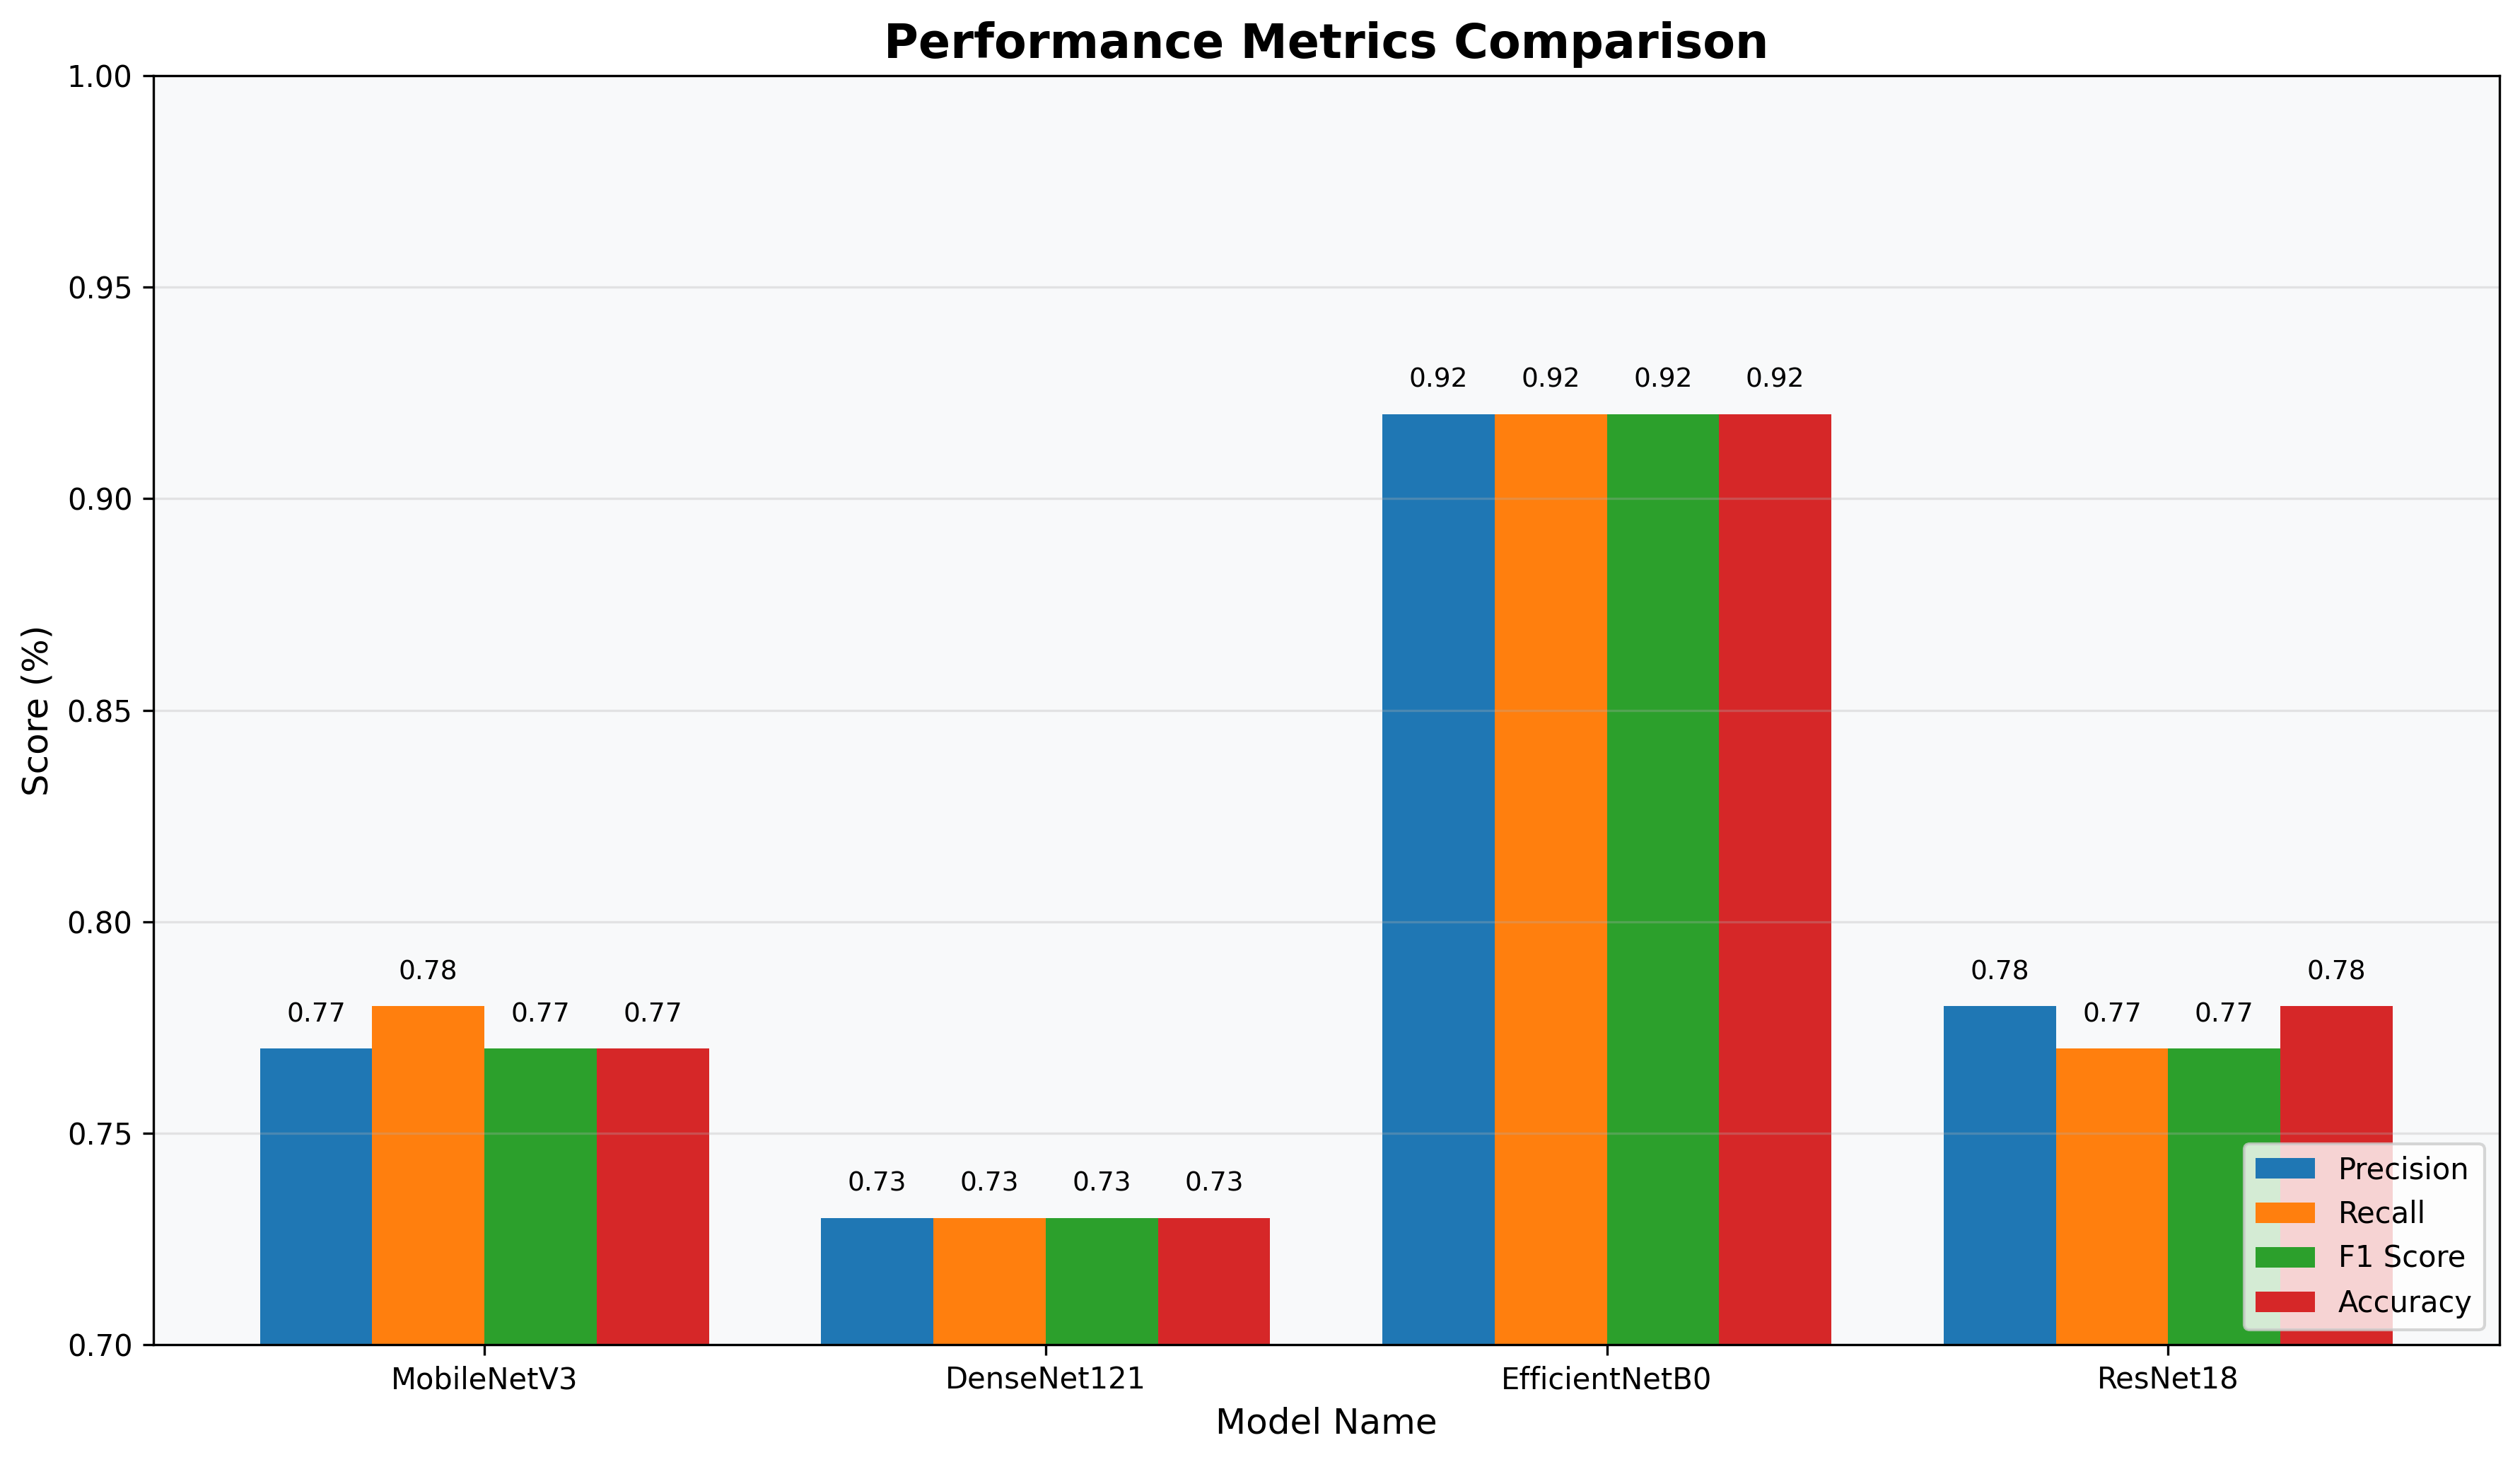 Performance Metrics Comparison
1.00
0.95
0.90
0.85
0.80
0.75
0.70
Score (%)
0.77 0.78 0.77 0.77
0.73 0.73 0.73 0.73
0.92 0.92 0.92 0.92
0.78 0.77 0.77 0.78
Precision
Recall
F1 Score
Accuracy
MobileNetV3 DenseNet121 EfficientNetB0 ResNet18
Model Name